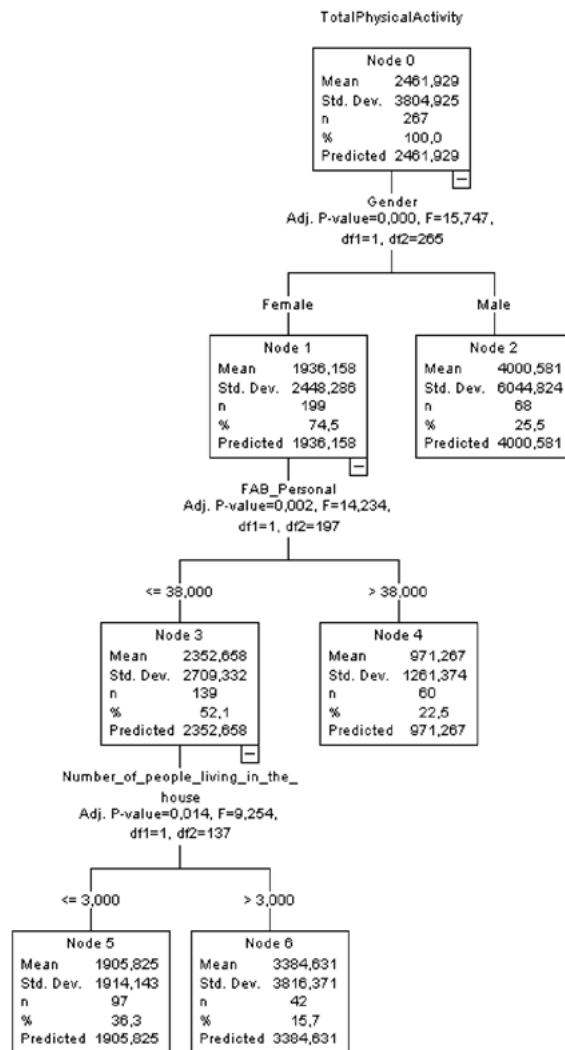 TotalPhysicalActivity
Node 0
Mean 2461,929
Std. Dev. 3804,925
n 267
% 100,0
Predicted 2461,929
Gender
Adj. P-value=0,000, F=15,747,
df1=1, df2=265
Female
Male
Node 1
Mean 1936,158
Std. Dev. 2448,286
n 199
% 74,5
Predicted 1936,158
Node 2
Mean 4000,581
Std. Dev. 6044,824
n 68
% 25,5
Predicted 4000,581
FAB_Personal
Adj. P-value=0,002, F=14,234,
df1=1, df2=197
<= 38,000
> 38,000
Node 3
Mean 2352,658
Std. Dev. 2709,332
n 139
% 52,1
Predicted 2352,658
Node 4
Mean 971,267
Std. Dev. 1261,374
n 60
% 22,5
Predicted 971,267
Number_of_people_living_in_the_
house
Adj. P-value=0,014, F=9,254,
df1=1, df2=137
<= 3,000
> 3,000
Node 5
Mean 1905,825
Std. Dev. 1914,143
n 97
% 36,3
Predicted 1905,825
Node 6
Mean 3384,631
Std. Dev. 3816,371
n 42
% 15,7
Predicted 3384,631